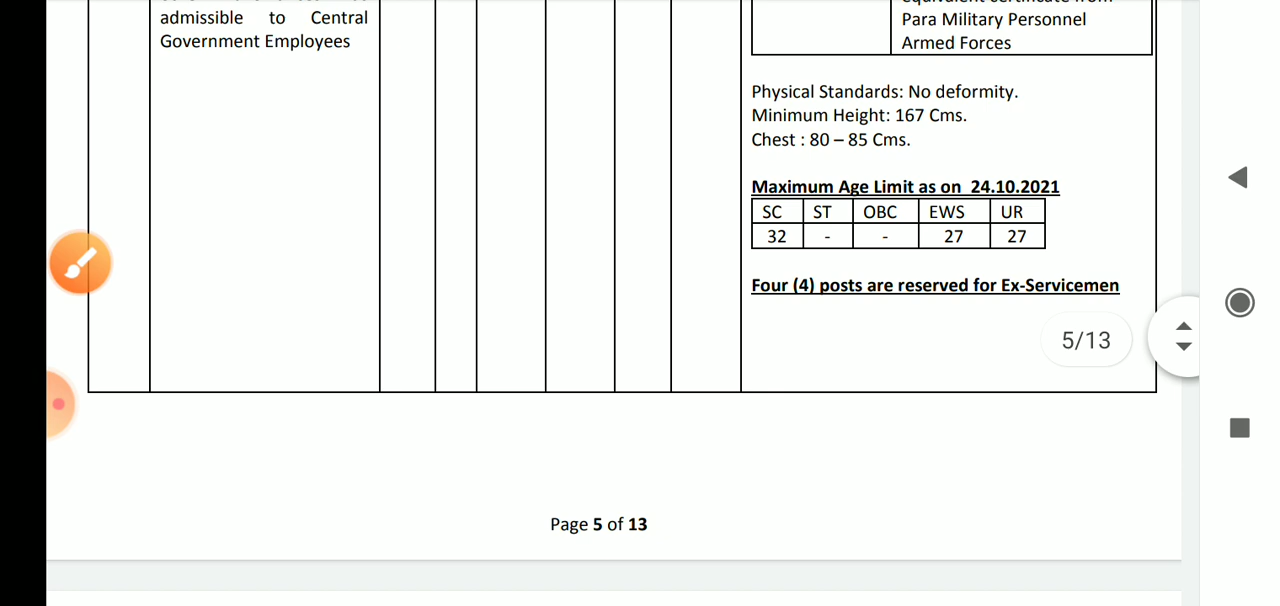 admissible to Central
Government Employees
Para Military Personnel
Armed Forces
Physical Standards: No deformity.
Minimum Height: 167 Cms.
Chest : 80 – 85 Cms.
Maximum Age Limit as on 24.10.2021
SC ST OBC EWS UR
32 - - 27 27
Four (4) posts are reserved for Ex-Servicemen
5/13
Page 5 of 13